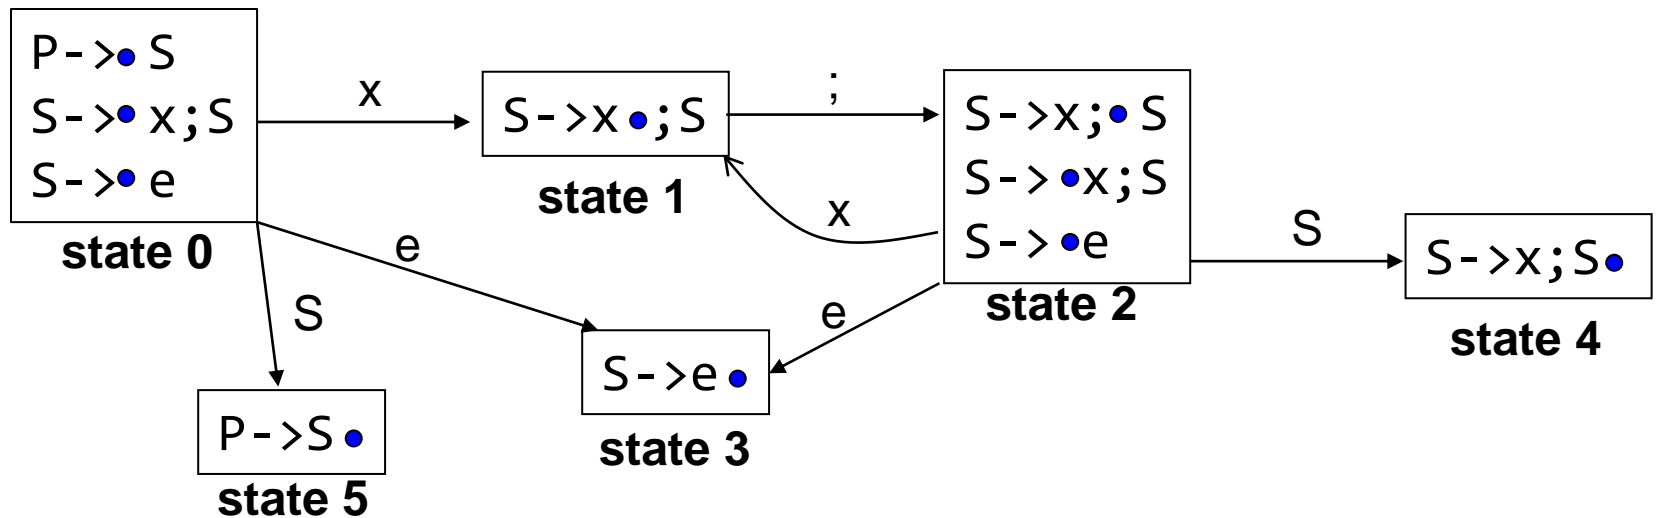 P->• S
S->• x;S
S->• e
state 0
x
S->x•;S
state 1
;
S->x;• S
S-> •x;S
S-> •e
state 2
x
e
S
e
S
S->x;S•
state 4
S->e•
state 3
P->S•
state 5